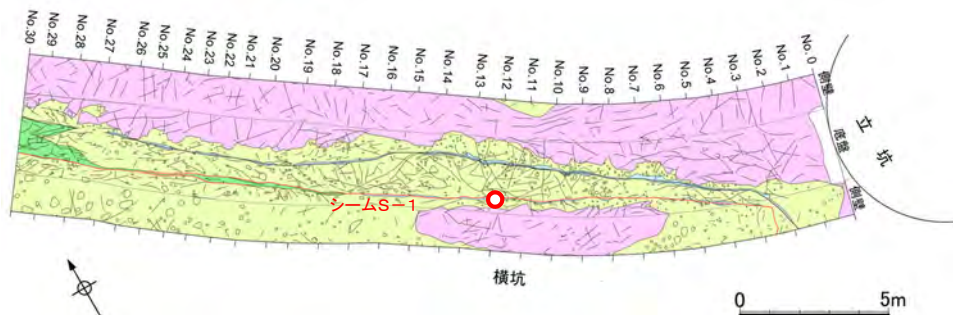 No.30
No.29
No.28
No.27
No.26
No.25
No.24
No.23
No.22
No.21
No.20
No.19
No.18
No.17
No.16
No.15
No.14
No.13
No.12
No.11
No.10
No.9
No.8
No.7
No.6
No.5
No.4
No.3
No.2
No.1
No.0
側壁
底盤
側壁
立坑
シームS-1
横坑
0 5m